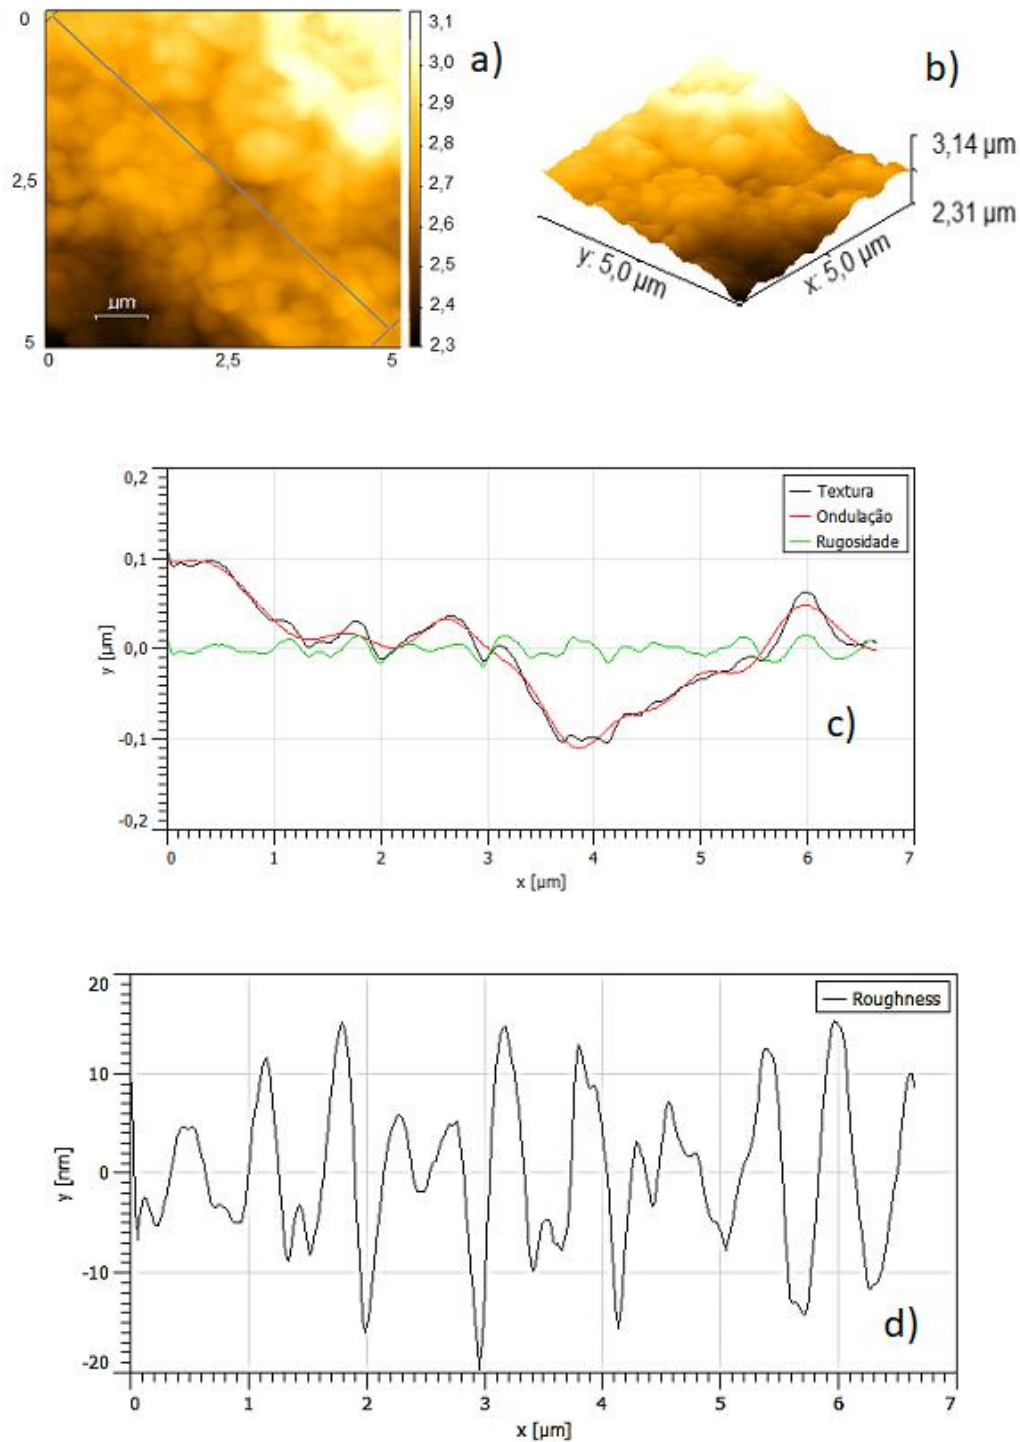 0
2,5
5
0
2,5
5
µm
3,1
3,0
2,9
2,8
2,7
2,6
2,5
2,4
2,3
a)
b)
3,14 µm
2,31 µm
y: 5,0 µm
x: 5,0 µm
0,2
0,1
0,0
-0,1
-0,2
y [µm]
Textura
Ondulação
Rugosidade
c)
0 1 2 3 4 5 6 7
x [µm]
20
10
0
-10
-20
y [nm]
Roughness
d)
0 1 2 3 4 5 6 7
x [µm]